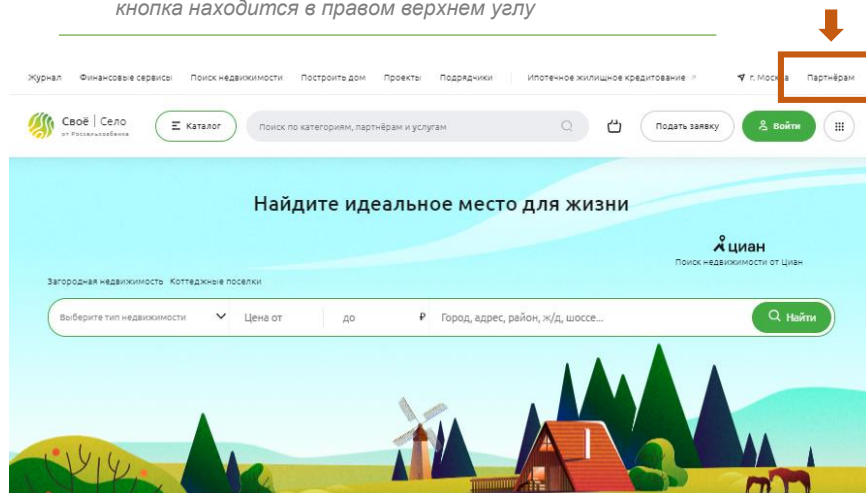 кнопка находится в правом верхнем углу
Журнал Финансовые сервисы Поиск недвижимости Построить дом Проекты Подрядчики Ипотечное жилищное кредитование г. Москва Партнёрам
Своё | Село
от Россельхозбанка
Каталог Поиск по категориям, партнёрам и услугам Подать заявку Войти
Найдите идеальное место для жизни
циан
Поиск недвижимости от Циан
Загородная недвижимость Коттеджные поселки
Выберите тип недвижимости Цена от до ₽ Город, адрес, район, ж/д, шоссе... Найти